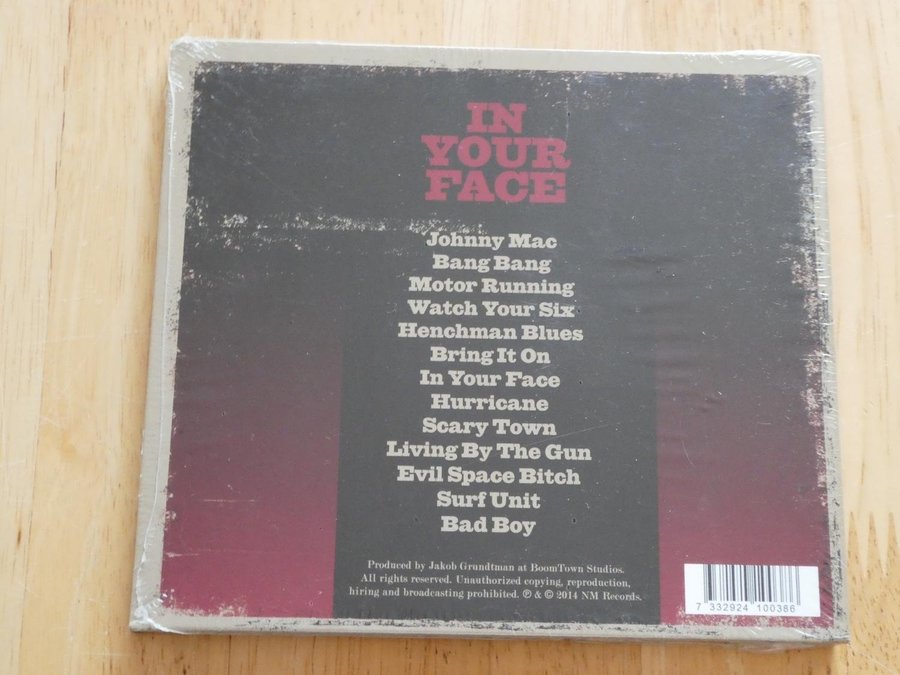 IN
YOUR
FACE
Johnny Mac
Bang Bang
Motor Running
Watch Your Six
Henchman Blues
Bring It On
In Your Face
Hurricane
Scary Town
Living By The Gun
Evil Space Bitch
Surf Unit
Bad Boy
Produced by Jakob Grundtman at BoomTown Studios.
All rights reserved. Unauthorized copying, reproduction,
hiring and broadcasting prohibited. ℗ & © 2014 NM Records.
7 332924 100386